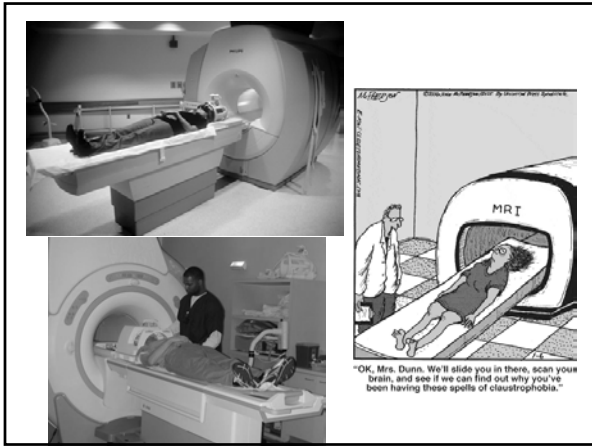 PHILIPS
McPherson
MRI
"OK, Mrs. Dunn. We'll slide you in there, scan your
brain, and see if we can find out why you've
been having these spells of claustrophobia."